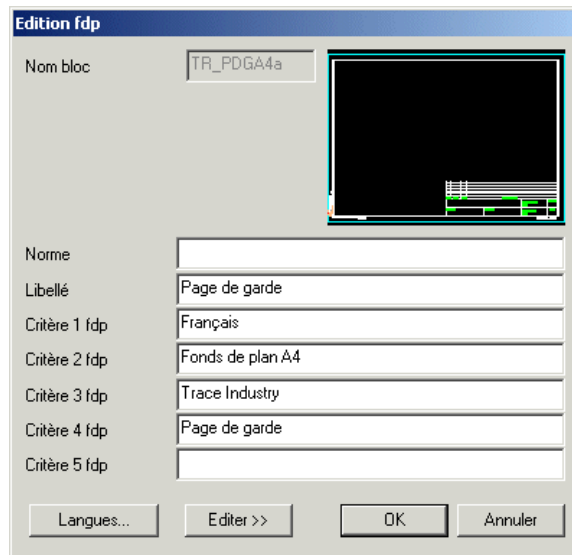 Edition fdp
Nom bloc TR_PDGA4a
Norme
Libellé Page de garde
Critère 1 fdp Français
Critère 2 fdp Fonds de plan A4
Critère 3 fdp Trace Industry
Critère 4 fdp Page de garde
Critère 5 fdp
Langues... Editer >> OK Annuler